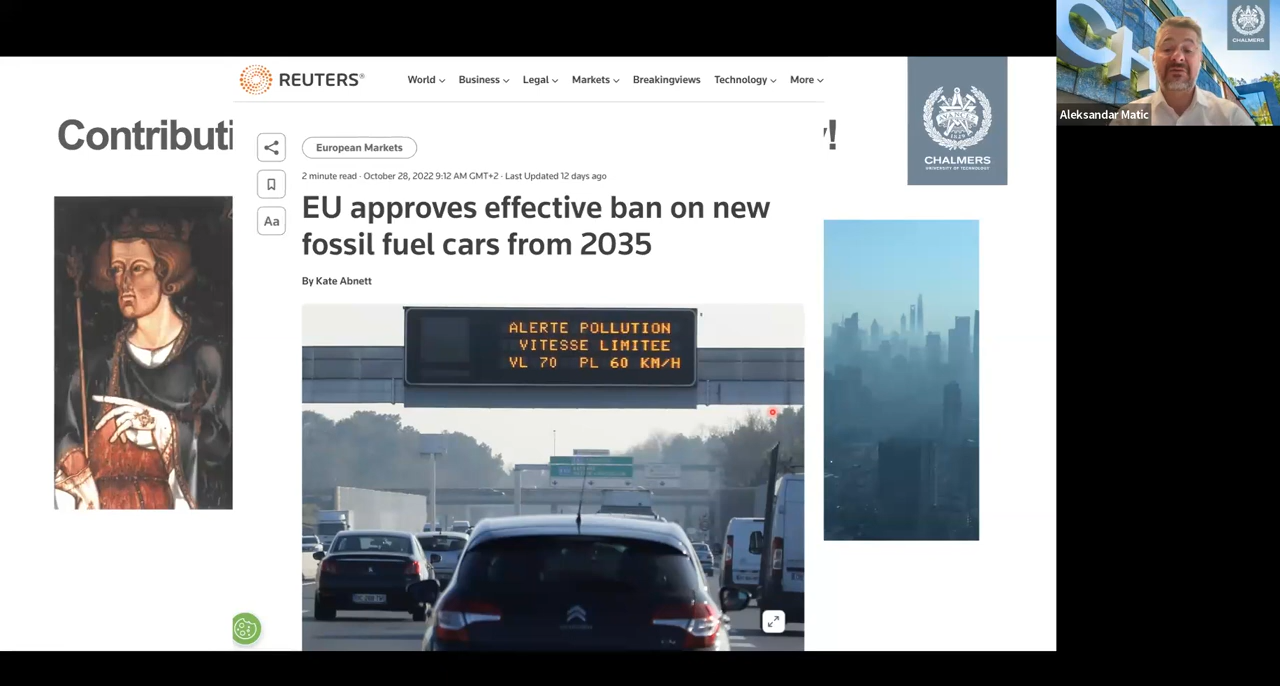 REUTERS®
World Business Legal Markets Breakingviews Technology More
Contributi
y!
European Markets
2 minute read · October 28, 2022 9:12 AM GMT+2 · Last Updated 12 days ago
Aa
EU approves effective ban on new
fossil fuel cars from 2035
By Kate Abnett
ALERTE POLLUTION
VITESSE LIMITEE
VL 70 PL 60 KM/H
AVANCEZ
CHALMERS
UNIVERSITY OF TECHNOLOGY
CH
CHALMERS
Aleksandar Matic